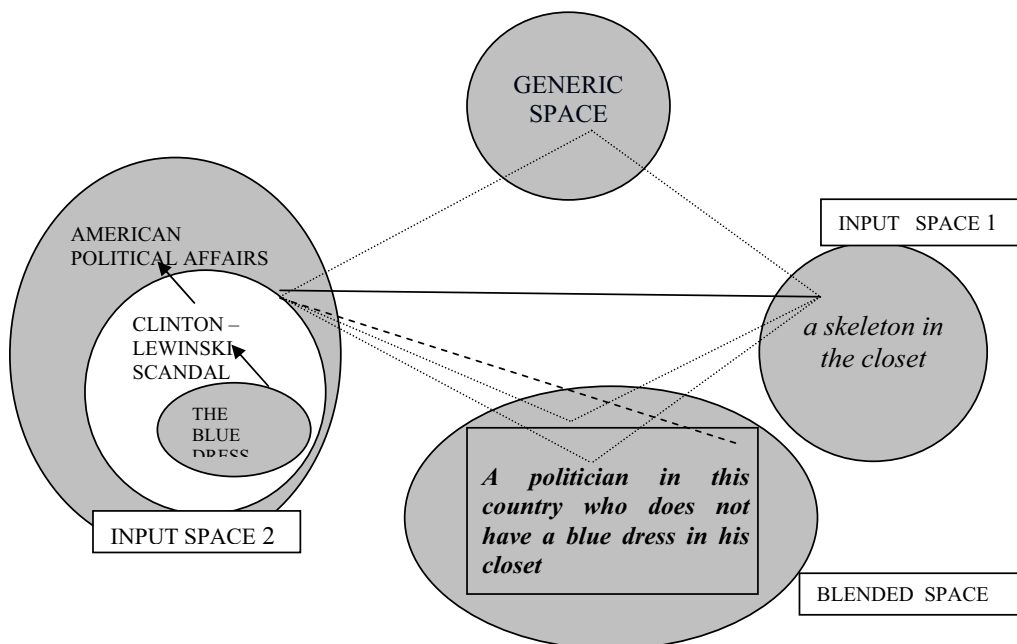 GENERIC
SPACE
INPUT SPACE 1
AMERICAN
POLITICAL AFFAIRS
a skeleton in
the closet
CLINTON –
LEWINSKI
SCANDAL
THE
BLUE
DRESS
A politician in this
country who does not
have a blue dress in his
closet
INPUT SPACE 2
BLENDED SPACE